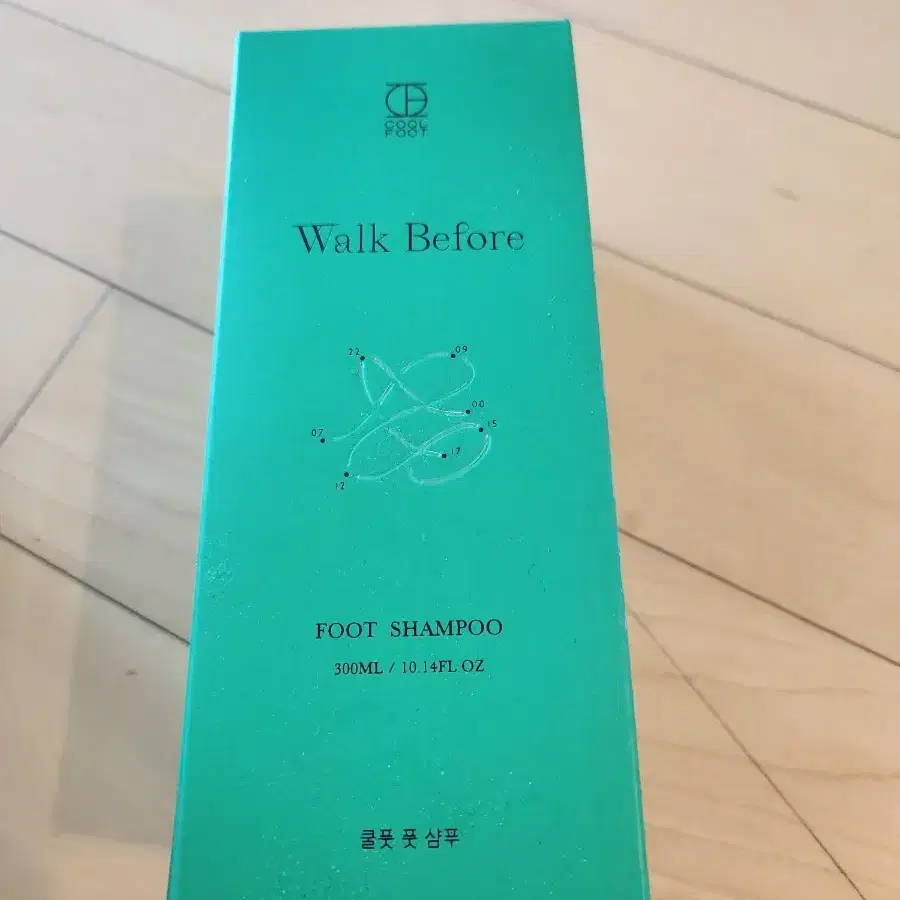 COOL
FOOT
Walk Before
22
09
00
15
07
17
12
FOOT SHAMPOO
300ML / 10.14FL OZ
쿨풋 풋 샴푸